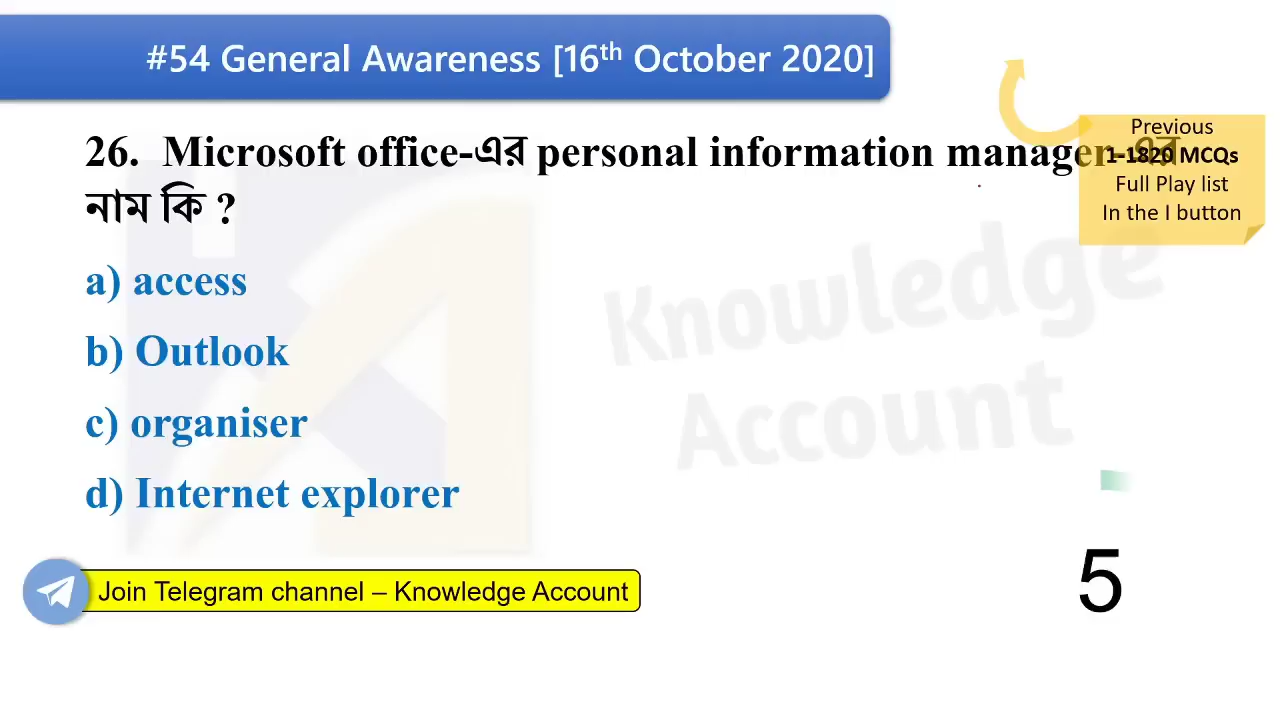 #54 General Awareness [16th October 2020]
Previous
1-1820 MCQs
Full Play list
In the I button
26. Microsoft office-এর personal information manager-এর
নাম কি ?
a) access
b) Outlook
c) organiser
d) Internet explorer
Knowledge
Account
Join Telegram channel – Knowledge Account
5